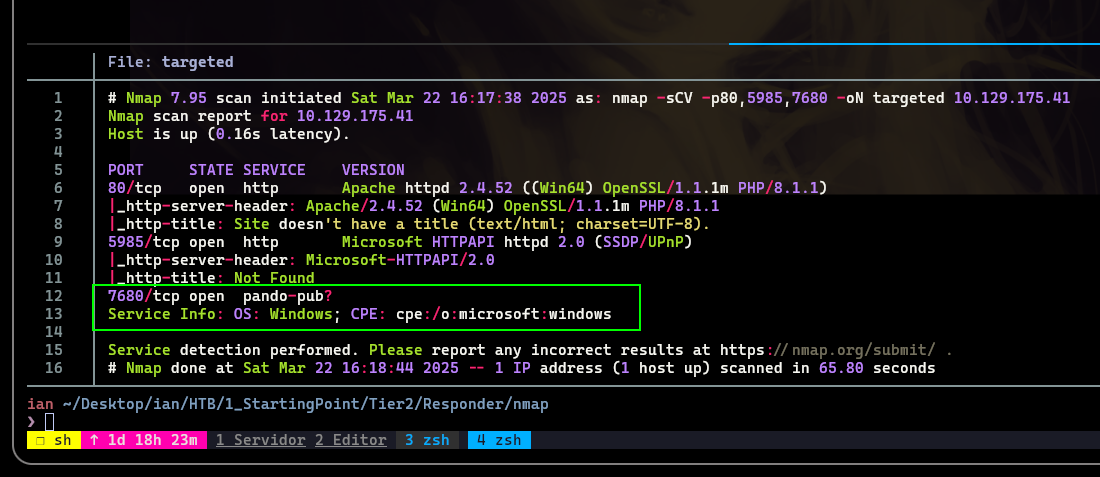 File: targeted
1 # Nmap 7.95 scan initiated Sat Mar 22 16:17:38 2025 as: nmap -sCV -p80,5985,7680 -oN targeted 10.129.175.41
2 Nmap scan report for 10.129.175.41
3 Host is up (0.16s latency).
4
5 PORT     STATE SERVICE    VERSION
6 80/tcp   open  http       Apache httpd 2.4.52 ((Win64) OpenSSL/1.1.1m PHP/8.1.1)
7 |_http-server-header: Apache/2.4.52 (Win64) OpenSSL/1.1.1m PHP/8.1.1
8 |_http-title: Site doesn't have a title (text/html; charset=UTF-8).
9 5985/tcp open  http       Microsoft HTTPAPI httpd 2.0 (SSDP/UPnP)
10 |_http-server-header: Microsoft-HTTPAPI/2.0
11 |_http-title: Not Found
12 7680/tcp open  pando-pub?
13 Service Info: OS: Windows; CPE: cpe:/o:microsoft:windows
14
15 Service detection performed. Please report any incorrect results at https://nmap.org/submit/ .
16 # Nmap done at Sat Mar 22 16:18:44 2025 -- 1 IP address (1 host up) scanned in 65.80 seconds
ian ~/Desktop/ian/HTB/1_StartingPoint/Tier2/Responder/nmap
❯
❐ sh ↑ 1d 18h 23m 1 Servidor 2 Editor 3 zsh 4 zsh